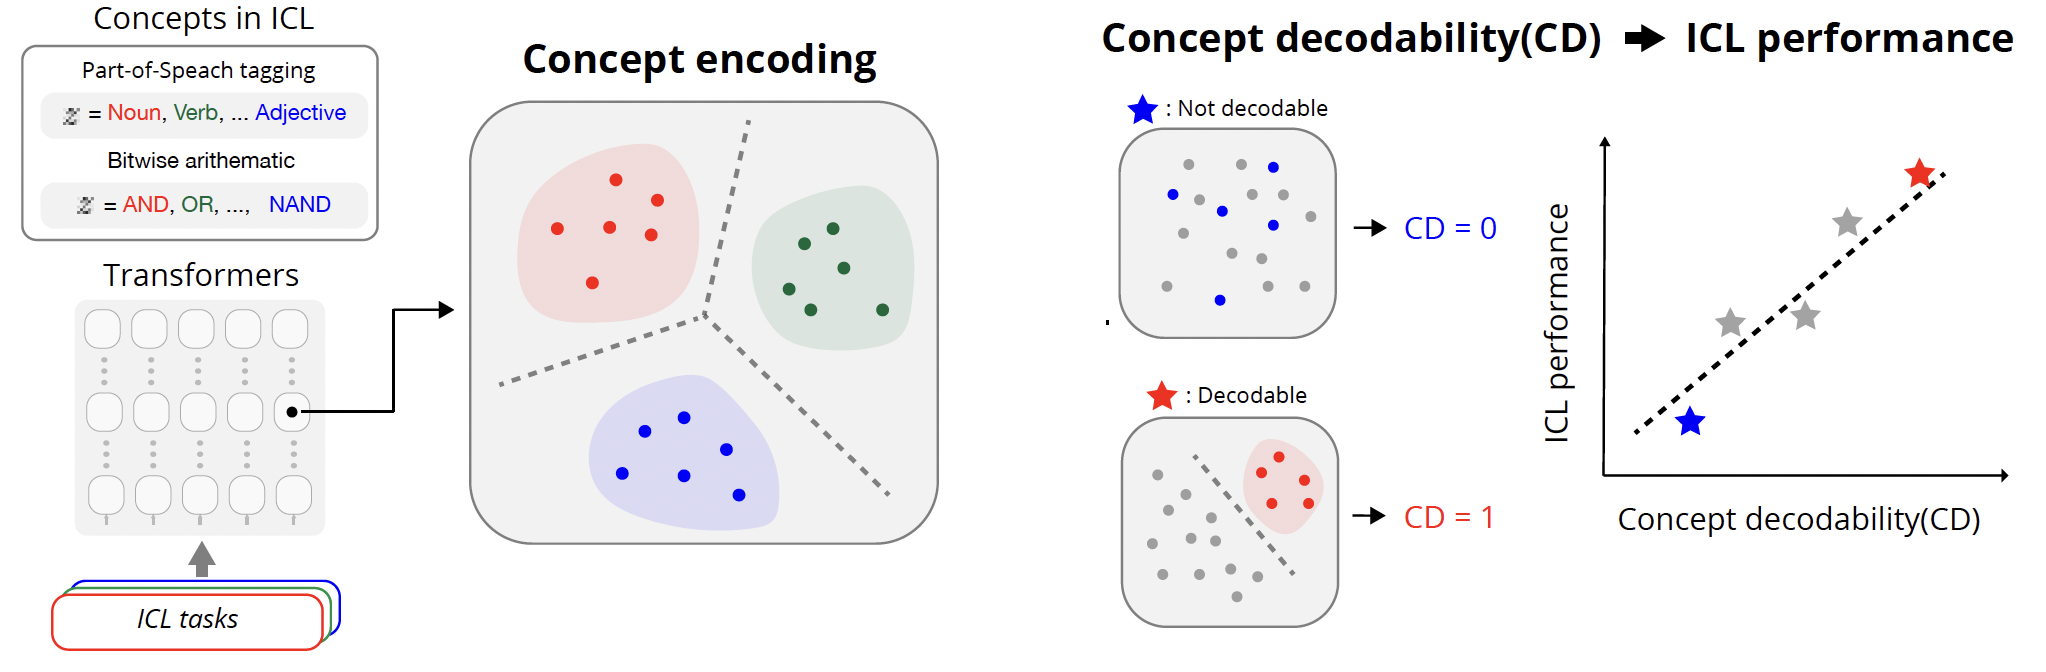 Concepts in ICL
Part-of-Speach tagging
= Noun, Verb, ... Adjective
Bitwise arithematic
= AND, OR, ..., NAND
Transformers
ICL tasks
Concept encoding
Concept decodability(CD) → ICL performance
★ : Not decodable
CD = 0
★ : Decodable
CD = 1
ICL performance
Concept decodability(CD)